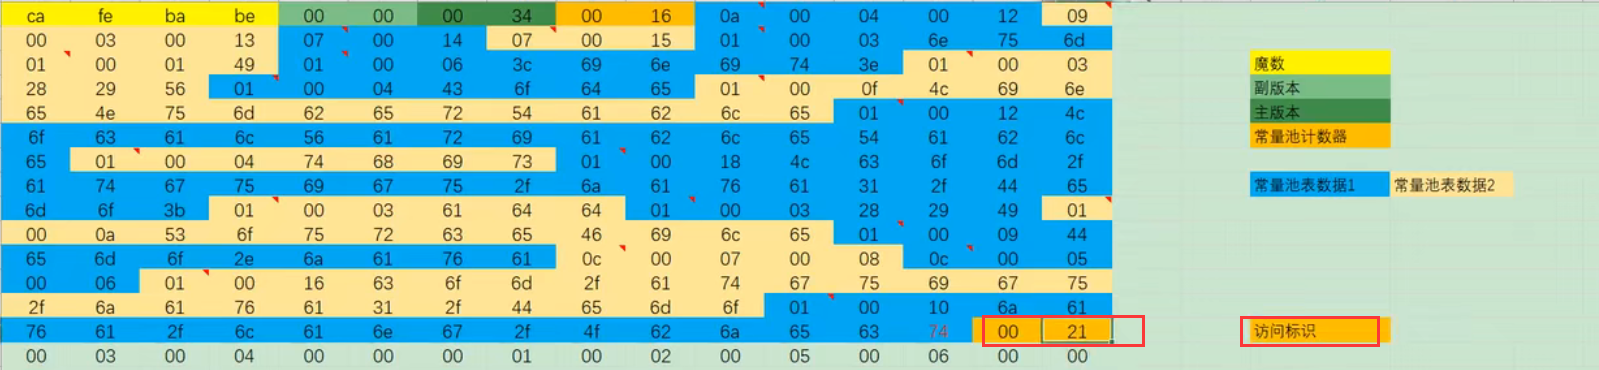 ca fe ba be 00 00 00 34 00 16 0a 00 04 00 12 09
00 03 00 13 07 00 14 07 00 15 01 00 03 6e 75 6d
01 00 01 49 01 00 06 3c 69 6e 69 74 3e 01 00 03 魔数
28 29 56 01 00 04 43 6f 64 65 01 00 0f 4c 69 6e 副版本
65 4e 75 6d 62 65 72 54 61 62 6c 65 01 00 12 4c 主版本
6f 63 61 6c 56 61 72 69 61 62 6c 65 54 61 62 6c 常量池计数器
65 01 00 04 74 68 69 73 01 00 18 4c 63 6f 6d 2f
61 74 67 75 69 67 75 2f 6a 61 76 61 31 2f 44 65 常量池表数据1 常量池表数据2
6d 6f 3b 01 00 03 61 64 64 01 00 03 28 29 49 01
00 0a 53 6f 75 72 63 65 46 69 6c 65 01 00 09 44
65 6d 6f 2e 6a 61 76 61 0c 00 07 00 08 0c 00 05
00 06 01 00 16 63 6f 6d 2f 61 74 67 75 69 67 75
2f 6a 61 76 61 31 2f 44 65 6d 6f 01 00 10 6a 61
76 61 2f 6c 61 6e 67 2f 4f 62 6a 65 63 74 00 21 访问标识
00 03 00 04 00 00 00 01 00 02 00 05 00 06 00 00